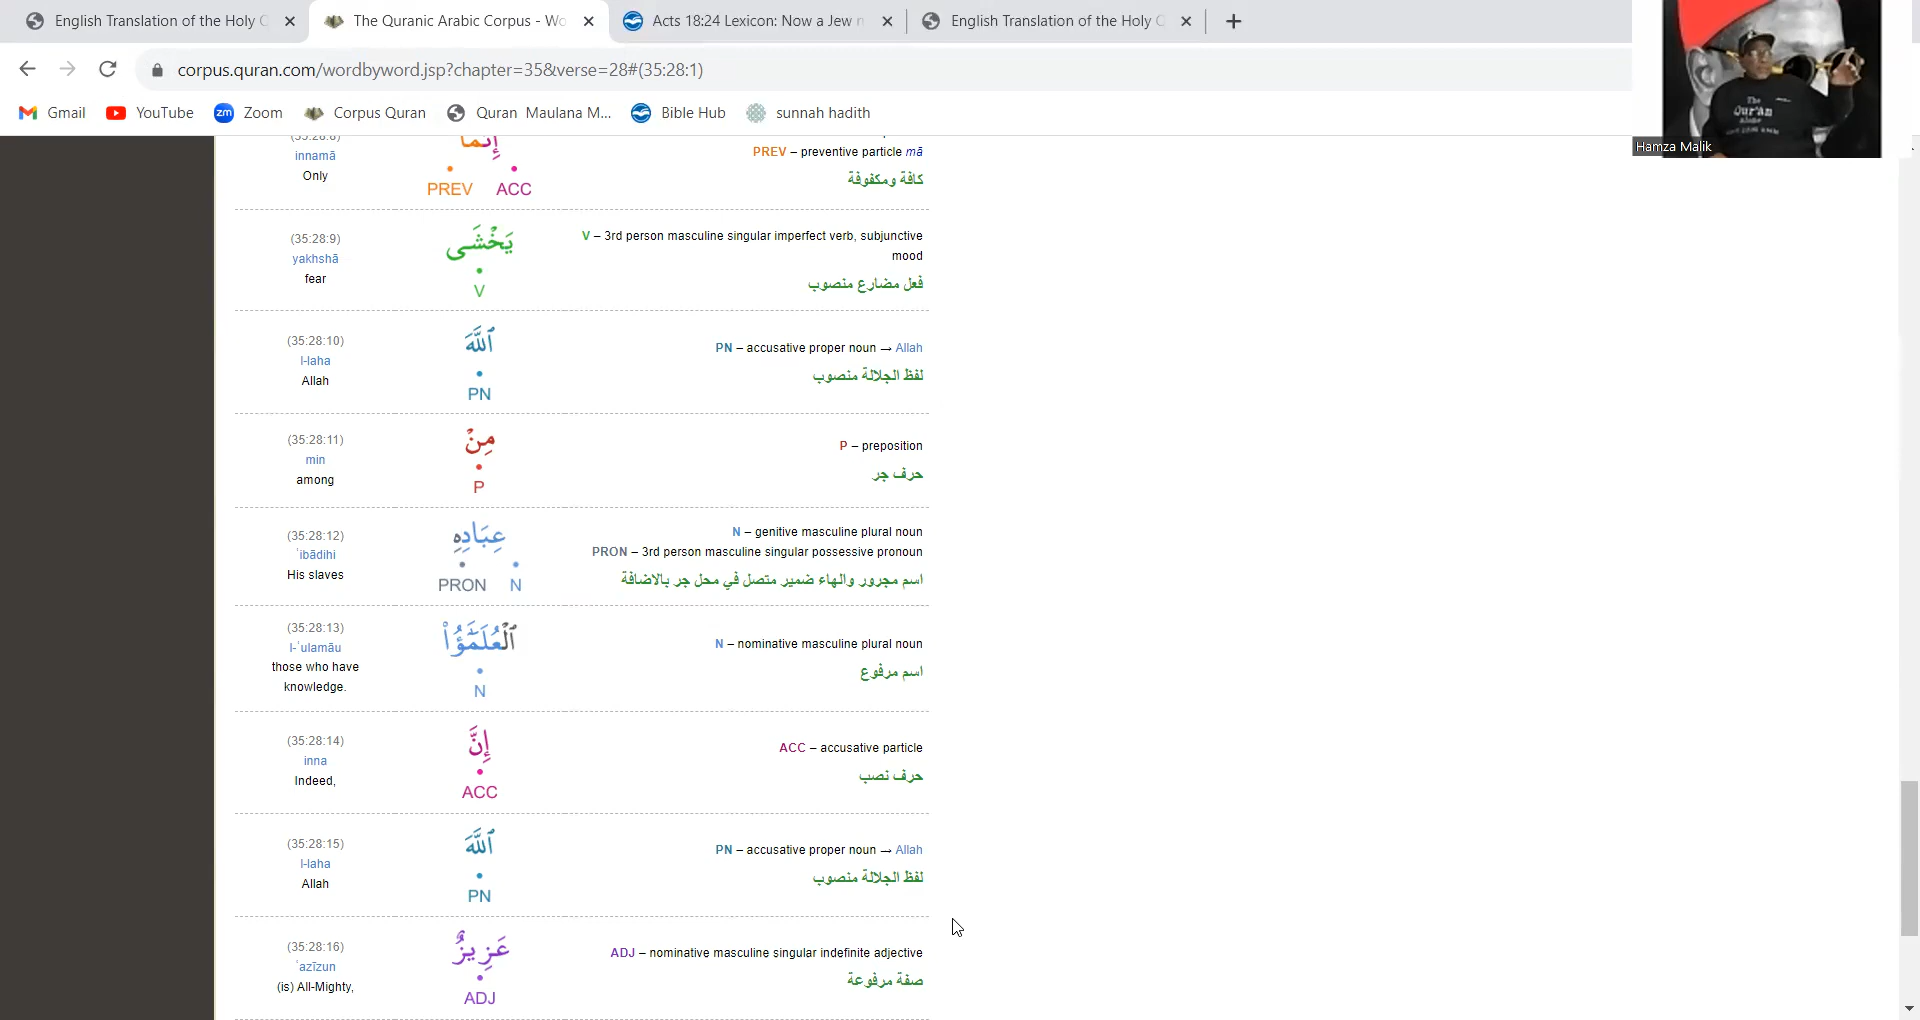 English Translation of the Holy Q
The Quranic Arabic Corpus - Wo
Acts 18:24 Lexicon: Now a Jew n
English Translation of the Holy Q
corpus.quran.com/wordbyword.jsp?chapter=35&verse=28#(35:28:1)
Gmail YouTube Zoom Corpus Quran Quran Maulana M... Bible Hub sunnah hadith
The
Qur'an
Alone
Hamza Malik
(35:28:8)
innamā
Only
إِنَّمَا
PREV ACC
PREV – preventive particle mā
كافة ومكفوفة
(35:28:9)
yakhshā
fear
يَخْشَى
V
V – 3rd person masculine singular imperfect verb, subjunctive
mood
فعل مضارع منصوب
(35:28:10)
l-laha
Allah
ٱللَّهَ
PN
PN – accusative proper noun → Allah
لفظ الجلالة منصوب
(35:28:11)
min
among
مِنْ
P
P – preposition
حرف جر
(35:28:12)
ʿibādihi
His slaves
عِبَادِهِ
PRON N
N – genitive masculine plural noun
PRON – 3rd person masculine singular possessive pronoun
اسم مجرور والهاء ضمير متصل في محل جر بالاضافة
(35:28:13)
l-ʿulamāu
those who have
knowledge.
ٱلْعُلَمَٰٓؤُا۟
N
N – nominative masculine plural noun
اسم مرفوع
(35:28:14)
inna
Indeed,
إِنَّ
ACC
ACC – accusative particle
حرف نصب
(35:28:15)
l-laha
Allah
ٱللَّهَ
PN
PN – accusative proper noun → Allah
لفظ الجلالة منصوب
(35:28:16)
ʿazīzun
(is) All-Mighty,
عَزِيزٌ
ADJ
ADJ – nominative masculine singular indefinite adjective
صفة مرفوعة